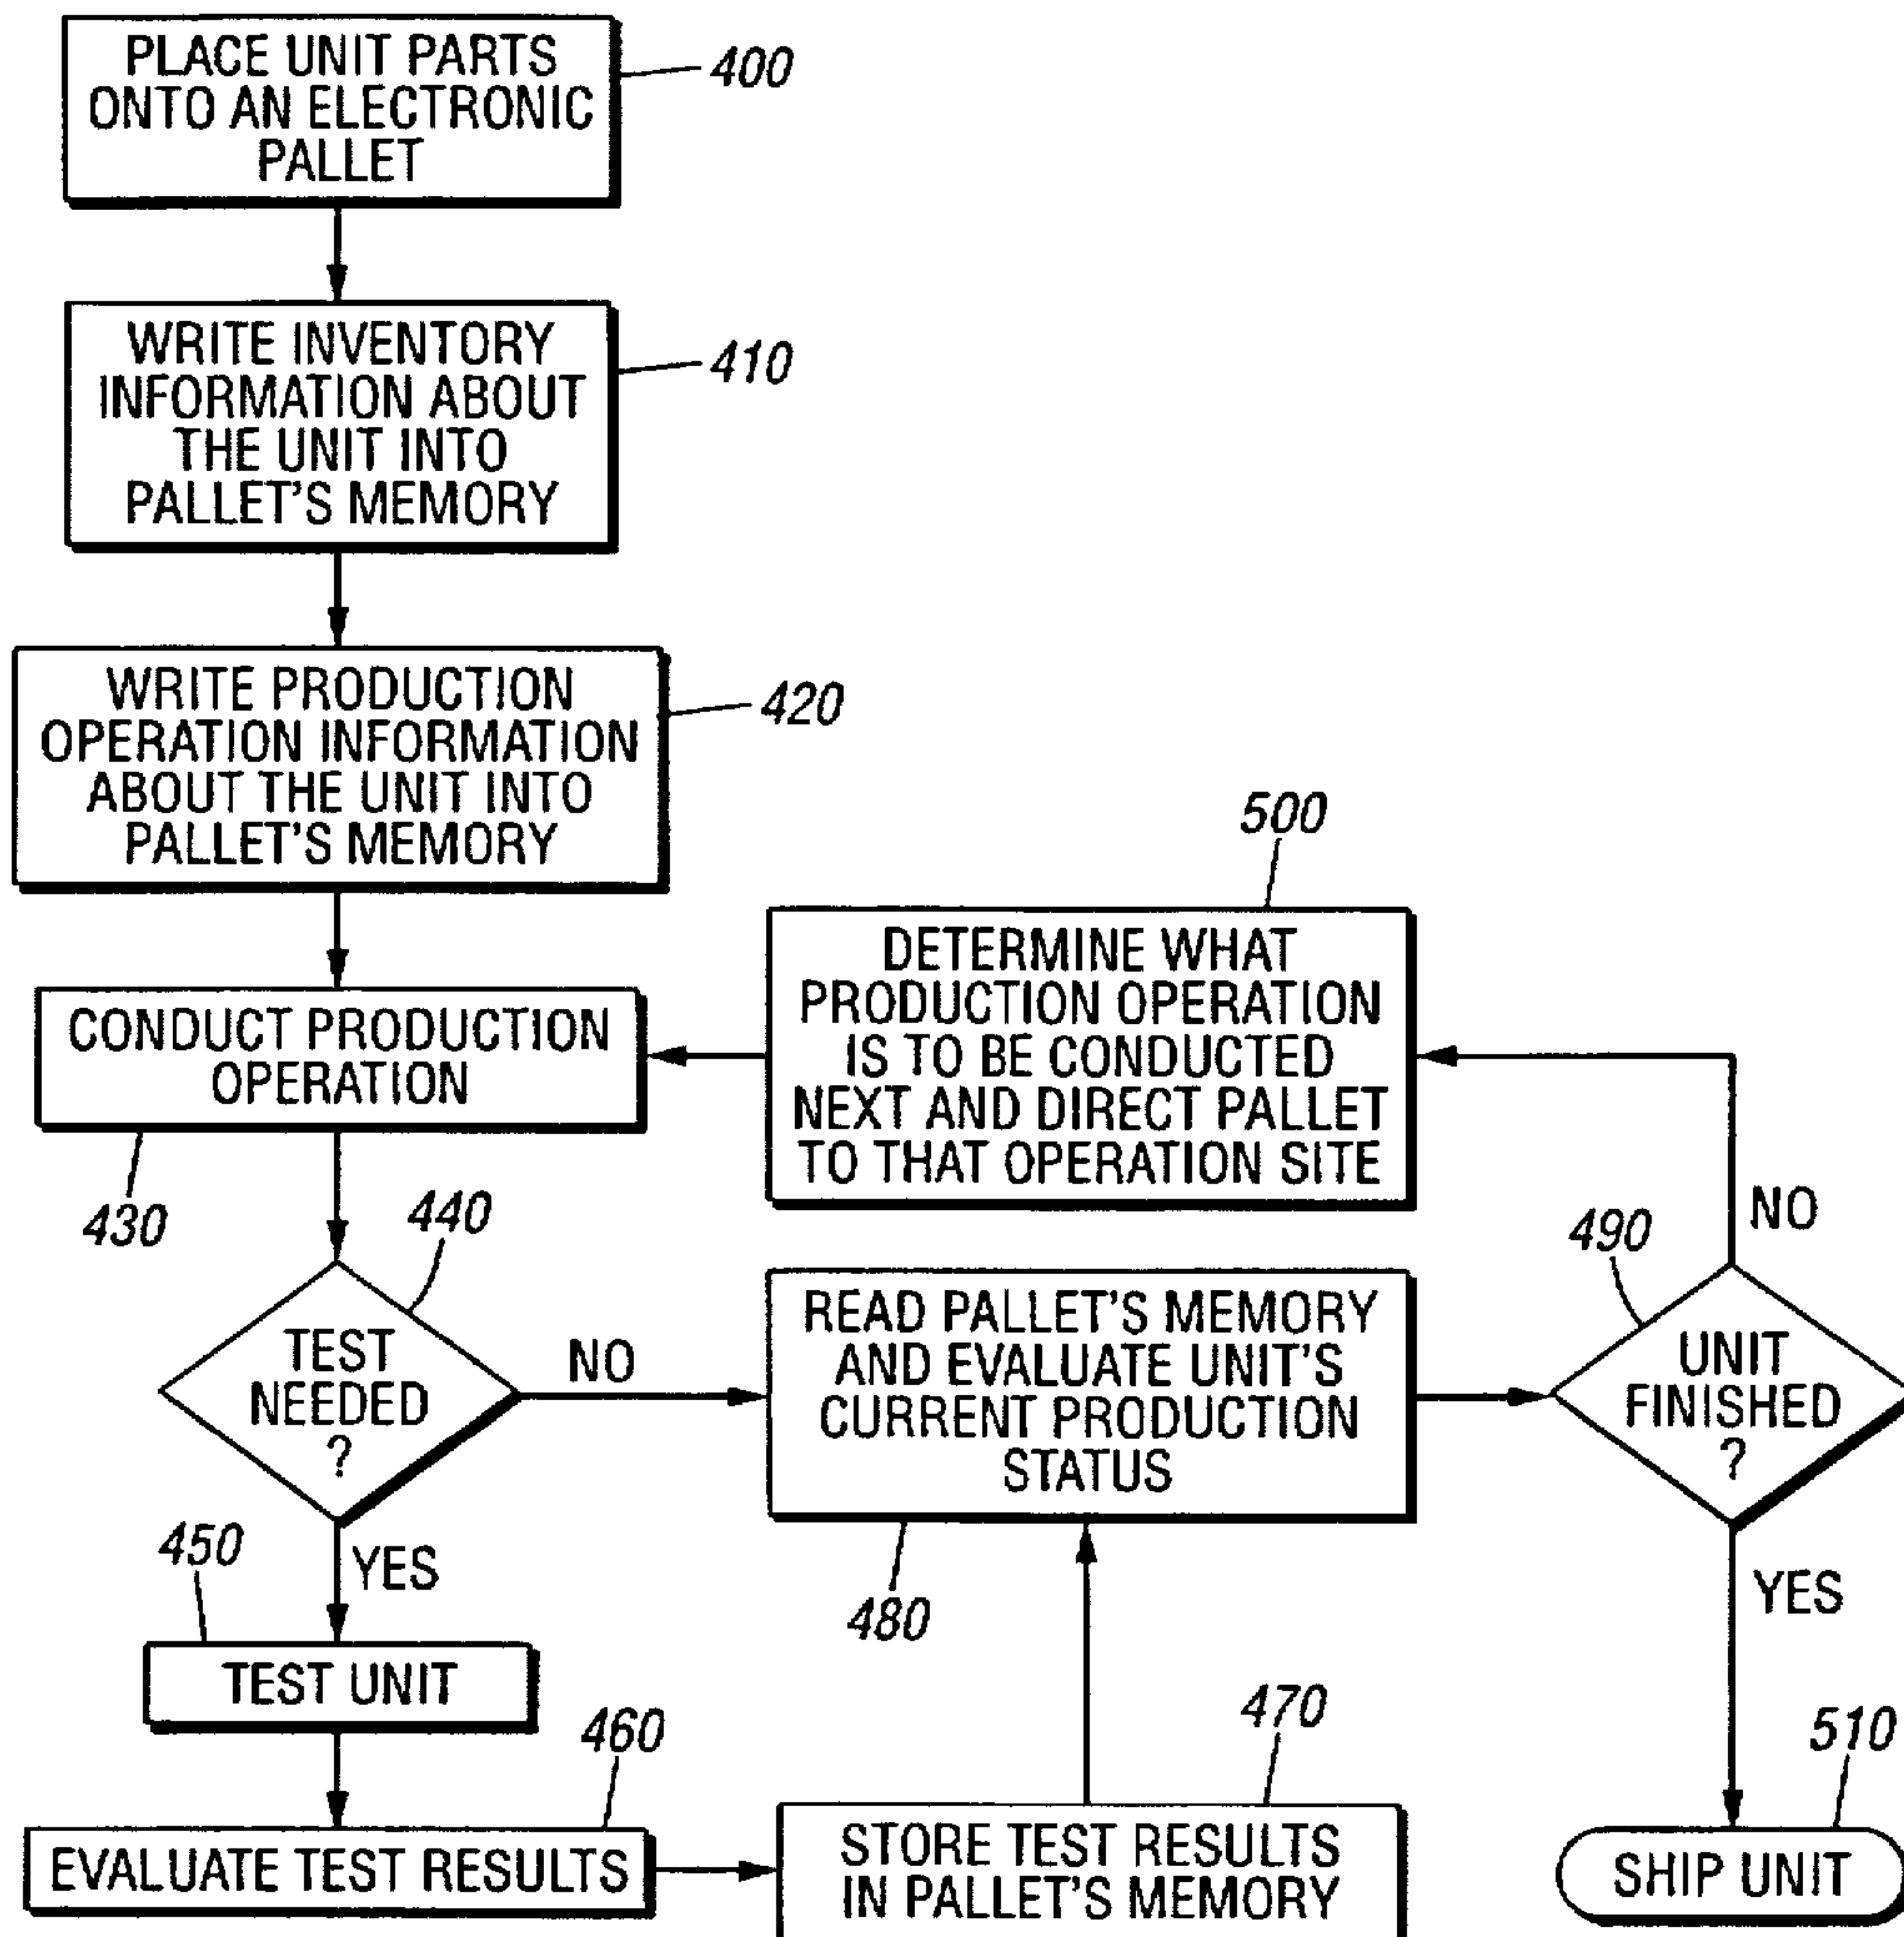 PLACE UNIT PARTS
ONTO AN ELECTRONIC
PALLET
400
WRITE INVENTORY
INFORMATION ABOUT
THE UNIT INTO
PALLET'S MEMORY
410
WRITE PRODUCTION
OPERATION INFORMATION
ABOUT THE UNIT INTO
PALLET'S MEMORY
420
CONDUCT PRODUCTION
OPERATION
430
500
DETERMINE WHAT
PRODUCTION OPERATION
IS TO BE CONDUCTED
NEXT AND DIRECT PALLET
TO THAT OPERATION SITE
440
TEST
NEEDED
?
NO
YES
READ PALLET'S MEMORY
AND EVALUATE UNIT'S
CURRENT PRODUCTION
STATUS
480
490
UNIT
FINISHED
?
NO
YES
450
TEST UNIT
460
EVALUATE TEST RESULTS
470
STORE TEST RESULTS
IN PALLET'S MEMORY
510
SHIP UNIT